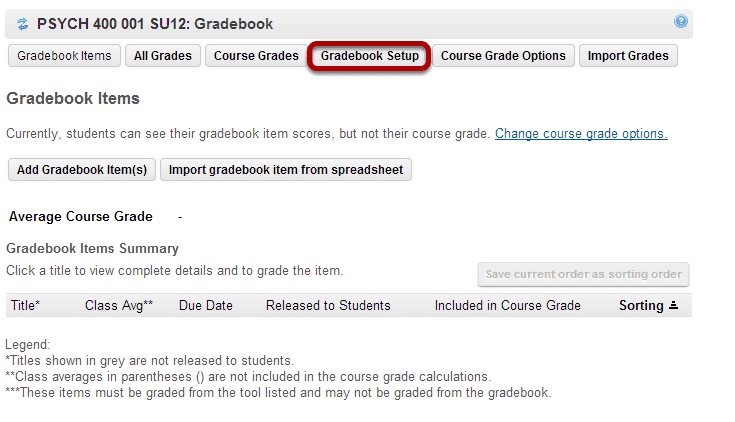 PSYCH 400 001 SU12: Gradebook
Gradebook Items All Grades Course Grades Gradebook Setup Course Grade Options Import Grades
Gradebook Items
Currently, students can see their gradebook item scores, but not their course grade. Change course grade options.
Add Gradebook Item(s) Import gradebook item from spreadsheet
Average Course Grade -
Gradebook Items Summary
Click a title to view complete details and to grade the item.
Save current order as sorting order
Title* Class Avg** Due Date Released to Students Included in Course Grade Sorting
Legend:
*Titles shown in grey are not released to students.
**Class averages in parentheses () are not included in the course grade calculations.
***These items must be graded from the tool listed and may not be graded from the gradebook.